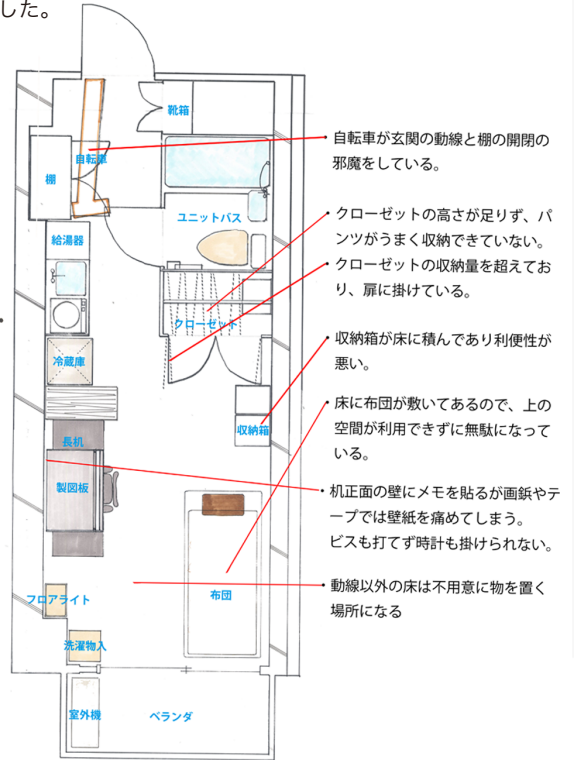 した。
靴箱
自転車
棚
自転車が玄関の動線と棚の開閉の
邪魔をしている。
ユニットバス
給湯器
クローゼットの高さが足りず、パ
ンツがうまく収納できていない。
クローゼットの収納量を超えてお
り、扉に掛けている。
クローゼット
冷蔵庫
収納箱が床に積んであり利便性が
悪い。
収納箱
床に布団が敷いてあるので、上の
空間が利用できずに無駄になって
いる。
長机
製図板
机正面の壁にメモを貼るが画鋲やテ
ープでは壁紙を痛めてしまう。
ビスも打てず時計も掛けられない。
布団
フロアライト
動線以外の床は不用意に物を置く
場所になる
洗濯物入
室外機
ベランダ